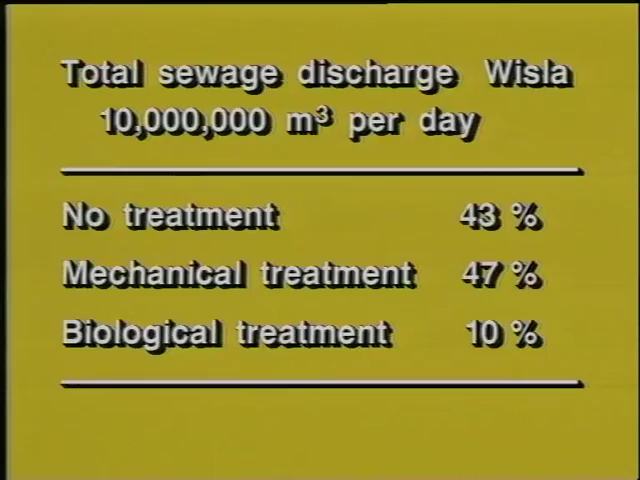 Total sewage discharge Wisla
10,000,000 m³ per day
No treatment 43 %
Mechanical treatment 47 %
Biological treatment 10 %